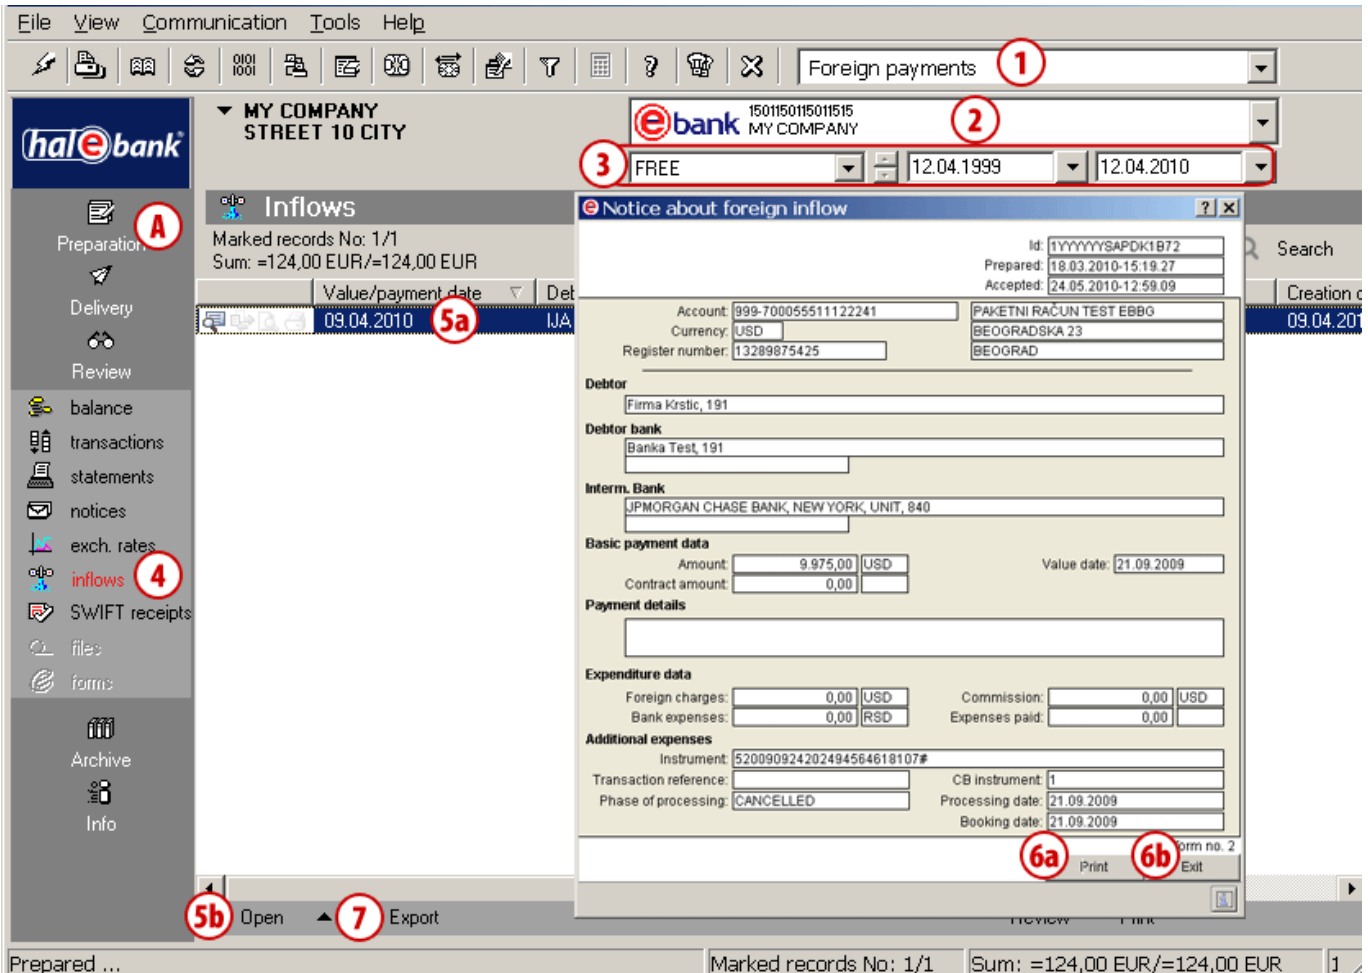 File View Communication Tools Help
Foreign payments 1
MY COMPANY
STREET 10 CITY
hal e bank
e bank 1501150115011515
MY COMPANY 2
3 FREE 12.04.1999 12.04.2010
A
Preparation
Delivery
Review
balance
transactions
statements
notices
exch. rates
inflows 4
SWIFT receipts
files
forms
Archive
Info
Inflows
Marked records No: 1/1
Sum: =124,00 EUR/=124,00 EUR
Search
Value/payment date Det Creation d
09.04.2010 5a IJA 09.04.201
Notice about foreign inflow
Id: 1YYYYYYSAPDK1B72
Prepared: 18.03.2010-15:19.27
Accepted: 24.05.2010-12:59.09
Account: 999-700055511122241 PAKETNI RAČUN TEST EBBG
Currency: USD BEOGRADSKA 23
Register number: 13289875425 BEOGRAD
Debtor
Firma Krstic, 191
Debtor bank
Banka Test, 191
Interm. Bank
JPMORGAN CHASE BANK, NEW YORK, UNIT, 840
Basic payment data
Amount: 9.975,00 USD Value date: 21.09.2009
Contract amount: 0,00
Payment details
Expenditure data
Foreign charges: 0,00 USD Commission: 0,00 USD
Bank expenses: 0,00 RSD Expenses paid: 0,00
Additional expenses
Instrument: 5200909242024945646​18107#
Transaction reference: CB instrument: 1
Phase of processing: CANCELLED Processing date: 21.09.2009
Booking date: 21.09.2009
form no. 2
6a Print 6b Exit
5b Open 7 Export Review Print
Prepared ... Marked records No: 1/1 Sum: =124,00 EUR/=124,00 EUR 1